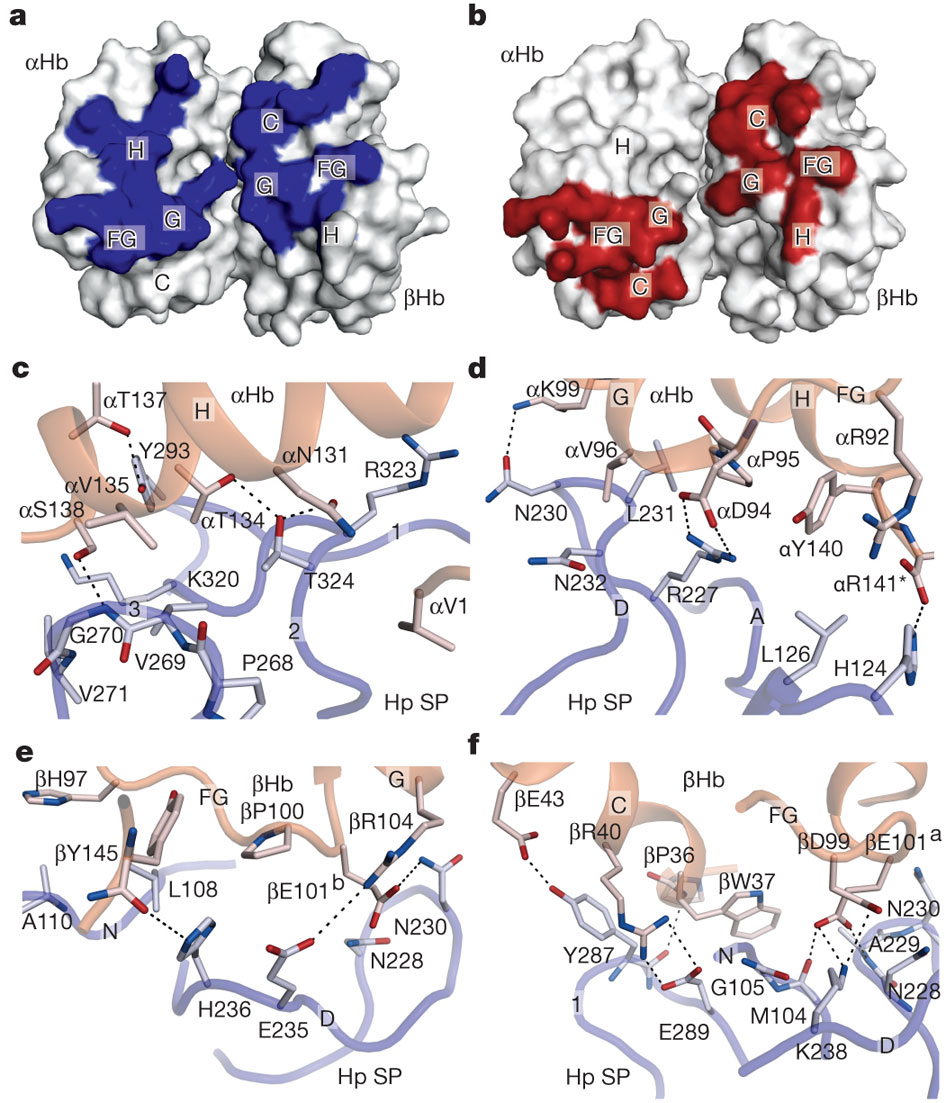 a
αHb
H
C
G
FG
FG
G
H
C
βHb
b
αHb
H
C
G
FG
G
FG
H
C
βHb
c
αT137
H
αHb
Y293
αN131
R323
αV135
αS138
αT134
1
K320
T324
3
αV1
G270
2
V269
P268
V271
Hp SP
d
αK99
G
αHb
H
FG
αR92
αV96
αP95
N230
L231
αD94
αY140
N232
R227
αR141*
D
A
L126
H124
Hp SP
e
βH97
FG
βHb
G
βP100
βR104
βY145
L108
βE101b
A110
N
N230
N228
H236
E235
D
Hp SP
f
βE43
C
βHb
FG
βR40
βD99
βE101a
βP36
βW37
N230
Y287
N
A229
G105
N228
1
M104
E289
K238
D
Hp SP